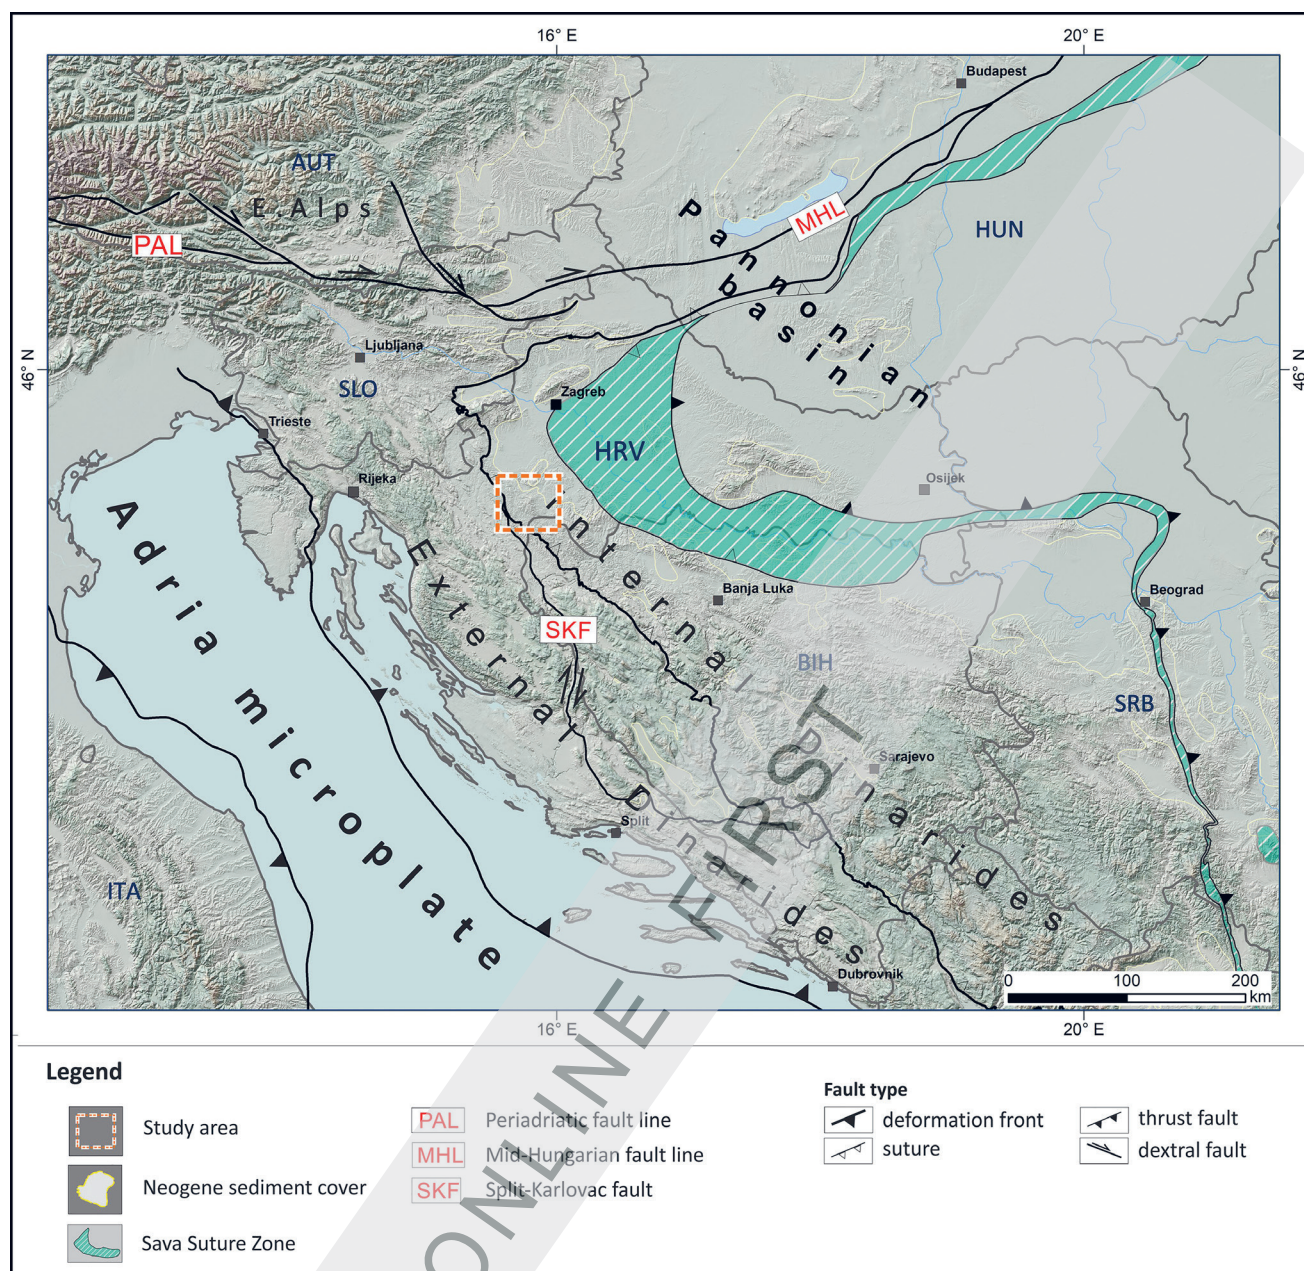 16° E
20° E
Budapest
AUT
E. Alps
PAL
MHL
HUN
Pannonian
basin
46° N
46° N
Ljubljana
SLO
Zagreb
Trieste
HRV
Rijeka
Osijek
Adria microplate
External Dinarides
Internal Dinarides
Banja Luka
Beograd
SKF
BIH
SRB
Sarajevo
Split
ITA
Dubrovnik
0 100 200
km
16° E
20° E
ONLINE FIRST
Legend
Study area
Neogene sediment cover
Sava Suture Zone
PAL Periadriatic fault line
MHL Mid-Hungarian fault line
SKF Split-Karlovac fault
Fault type
deformation front
suture
thrust fault
dextral fault